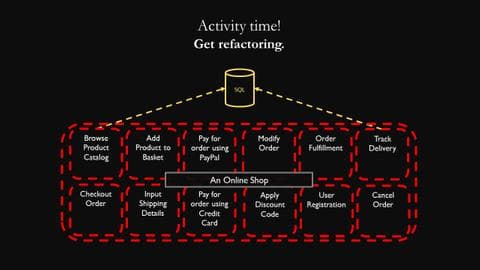 Activity time!
Get refactoring.
SQL
Browse
Product
Catalog
Add
Product to
Basket
Pay for
order using
PayPal
Modify
Order
Order
Fulfillment
Track
Delivery
An Online Shop
Checkout
Order
Input
Shipping
Details
Pay for
order using
Credit
Card
Apply
Discount
Code
User
Registration
Cancel
Order